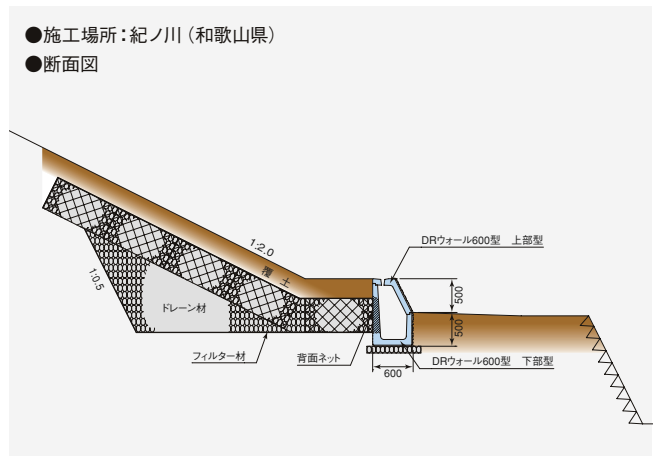 ●施工場所：紀ノ川（和歌山県）
●断面図
DRウォール600型　上部型
1:2.0
覆　土
1:0.5
ドレーン材
500
500
フィルター材
背面ネット
600
DRウォール600型　下部型